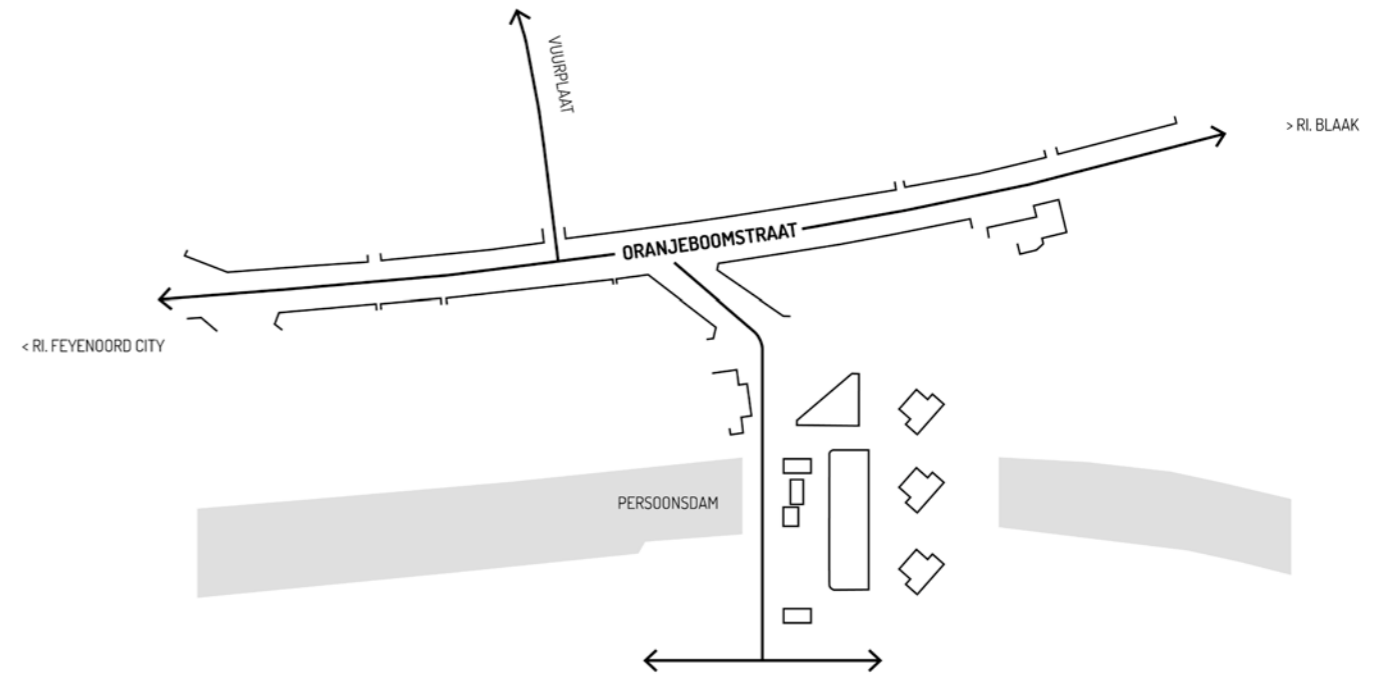 VUURPLAAT
> RI. BLAAK
ORANJEBOOMSTRAAT
< RI. FEYENOORD CITY
PERSOONSDAM